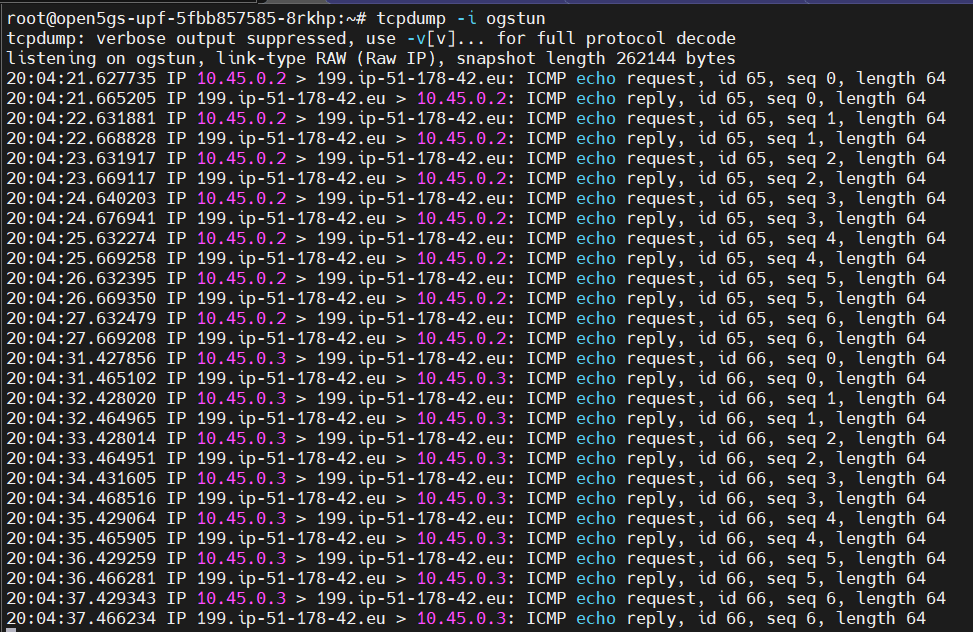 root@open5gs-upf-5fbb857585-8rkhp:~# tcpdump -i ogstun
tcpdump: verbose output suppressed, use -v[v]... for full protocol decode
listening on ogstun, link-type RAW (Raw IP), snapshot length 262144 bytes
20:04:21.627735 IP 10.45.0.2 > 199.ip-51-178-42.eu: ICMP echo request, id 65, seq 0, length 64
20:04:21.665205 IP 199.ip-51-178-42.eu > 10.45.0.2: ICMP echo reply, id 65, seq 0, length 64
20:04:22.631881 IP 10.45.0.2 > 199.ip-51-178-42.eu: ICMP echo request, id 65, seq 1, length 64
20:04:22.668828 IP 199.ip-51-178-42.eu > 10.45.0.2: ICMP echo reply, id 65, seq 1, length 64
20:04:23.631917 IP 10.45.0.2 > 199.ip-51-178-42.eu: ICMP echo request, id 65, seq 2, length 64
20:04:23.669117 IP 199.ip-51-178-42.eu > 10.45.0.2: ICMP echo reply, id 65, seq 2, length 64
20:04:24.640203 IP 10.45.0.2 > 199.ip-51-178-42.eu: ICMP echo request, id 65, seq 3, length 64
20:04:24.676941 IP 199.ip-51-178-42.eu > 10.45.0.2: ICMP echo reply, id 65, seq 3, length 64
20:04:25.632274 IP 10.45.0.2 > 199.ip-51-178-42.eu: ICMP echo request, id 65, seq 4, length 64
20:04:25.669258 IP 199.ip-51-178-42.eu > 10.45.0.2: ICMP echo reply, id 65, seq 4, length 64
20:04:26.632395 IP 10.45.0.2 > 199.ip-51-178-42.eu: ICMP echo request, id 65, seq 5, length 64
20:04:26.669350 IP 199.ip-51-178-42.eu > 10.45.0.2: ICMP echo reply, id 65, seq 5, length 64
20:04:27.632479 IP 10.45.0.2 > 199.ip-51-178-42.eu: ICMP echo request, id 65, seq 6, length 64
20:04:27.669208 IP 199.ip-51-178-42.eu > 10.45.0.2: ICMP echo reply, id 65, seq 6, length 64
20:04:31.427856 IP 10.45.0.3 > 199.ip-51-178-42.eu: ICMP echo request, id 66, seq 0, length 64
20:04:31.465102 IP 199.ip-51-178-42.eu > 10.45.0.3: ICMP echo reply, id 66, seq 0, length 64
20:04:32.428020 IP 10.45.0.3 > 199.ip-51-178-42.eu: ICMP echo request, id 66, seq 1, length 64
20:04:32.464965 IP 199.ip-51-178-42.eu > 10.45.0.3: ICMP echo reply, id 66, seq 1, length 64
20:04:33.428014 IP 10.45.0.3 > 199.ip-51-178-42.eu: ICMP echo request, id 66, seq 2, length 64
20:04:33.464951 IP 199.ip-51-178-42.eu > 10.45.0.3: ICMP echo reply, id 66, seq 2, length 64
20:04:34.431605 IP 10.45.0.3 > 199.ip-51-178-42.eu: ICMP echo request, id 66, seq 3, length 64
20:04:34.468516 IP 199.ip-51-178-42.eu > 10.45.0.3: ICMP echo reply, id 66, seq 3, length 64
20:04:35.429064 IP 10.45.0.3 > 199.ip-51-178-42.eu: ICMP echo request, id 66, seq 4, length 64
20:04:35.465905 IP 199.ip-51-178-42.eu > 10.45.0.3: ICMP echo reply, id 66, seq 4, length 64
20:04:36.429259 IP 10.45.0.3 > 199.ip-51-178-42.eu: ICMP echo request, id 66, seq 5, length 64
20:04:36.466281 IP 199.ip-51-178-42.eu > 10.45.0.3: ICMP echo reply, id 66, seq 5, length 64
20:04:37.429343 IP 10.45.0.3 > 199.ip-51-178-42.eu: ICMP echo request, id 66, seq 6, length 64
20:04:37.466234 IP 199.ip-51-178-42.eu > 10.45.0.3: ICMP echo reply, id 66, seq 6, length 64